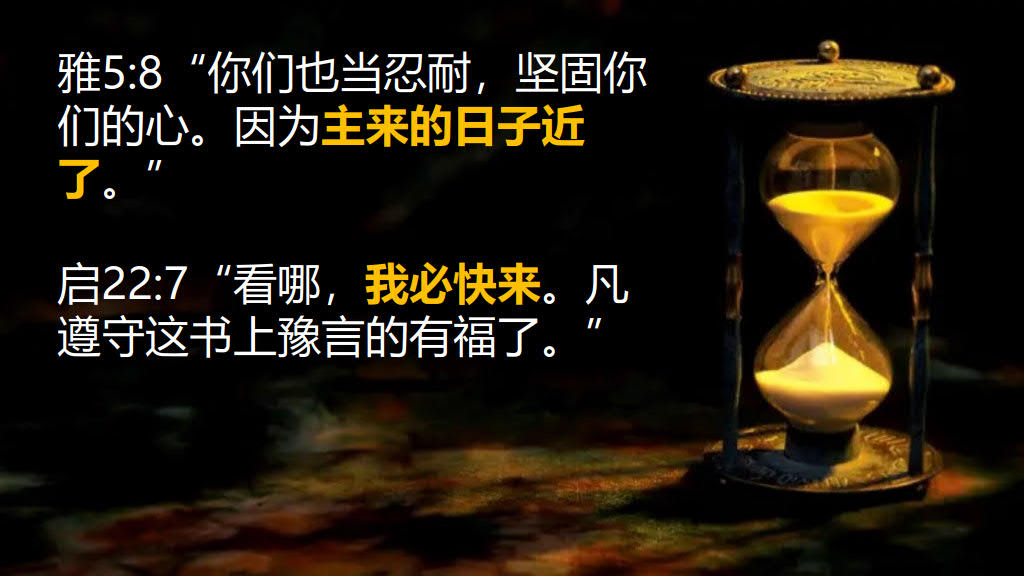 雅5:8“你们也当忍耐，坚固你
们的心。因为主来的日子近
了。”
启22:7“看哪，我必快来。凡
遵守这书上豫言的有福了。”